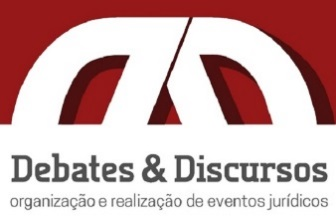 Debates & Discursos
organização e realização de eventos jurídicos